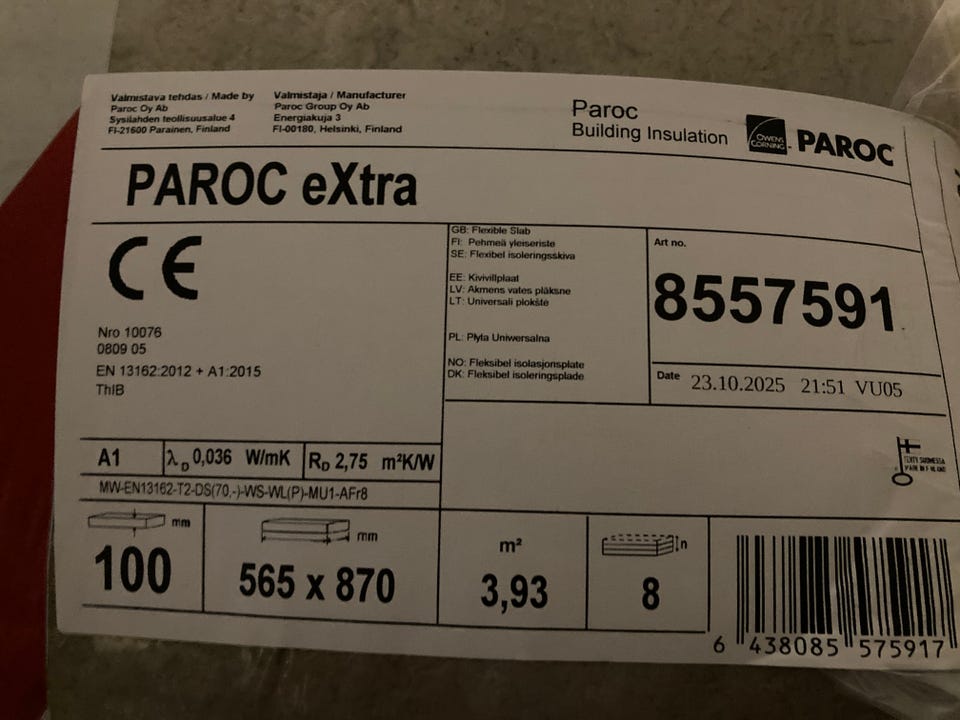 Valmistava tehdas / Made by
Paroc Oy Ab
Sysilahden teollisuusalue 4
FI-21600 Parainen, Finland
Valmistaja / Manufacturer
Paroc Group Oy Ab
Energiakuja 3
FI-00180, Helsinki, Finland
Paroc
Building Insulation
OWENS
CORNING
PAROC
PAROC eXtra
CE
Nro 10076
0809 05
EN 13162:2012 + A1:2015
ThIB
GB: Flexible Slab
FI: Pehmeä yleiseriste
SE: Flexibel isoleringsskiva
EE: Kivivillplaat
LV: Akmens vates plāksne
LT: Universali plokštė
PL: Płyta Uniwersalna
NO: Fleksibel isolasjonsplate
DK: Fleksibel isoleringsplade
Art no.
8557591
Date 23.10.2025 21:51 VU05
A1 λD 0,036 W/mK RD 2,75 m²K/W
MW-EN13162-T2-DS(70,-)-WS-WL(P)-MU1-AFr8
mm
100
mm
565 x 870
m²
3,93
n
8
6 438085 575917